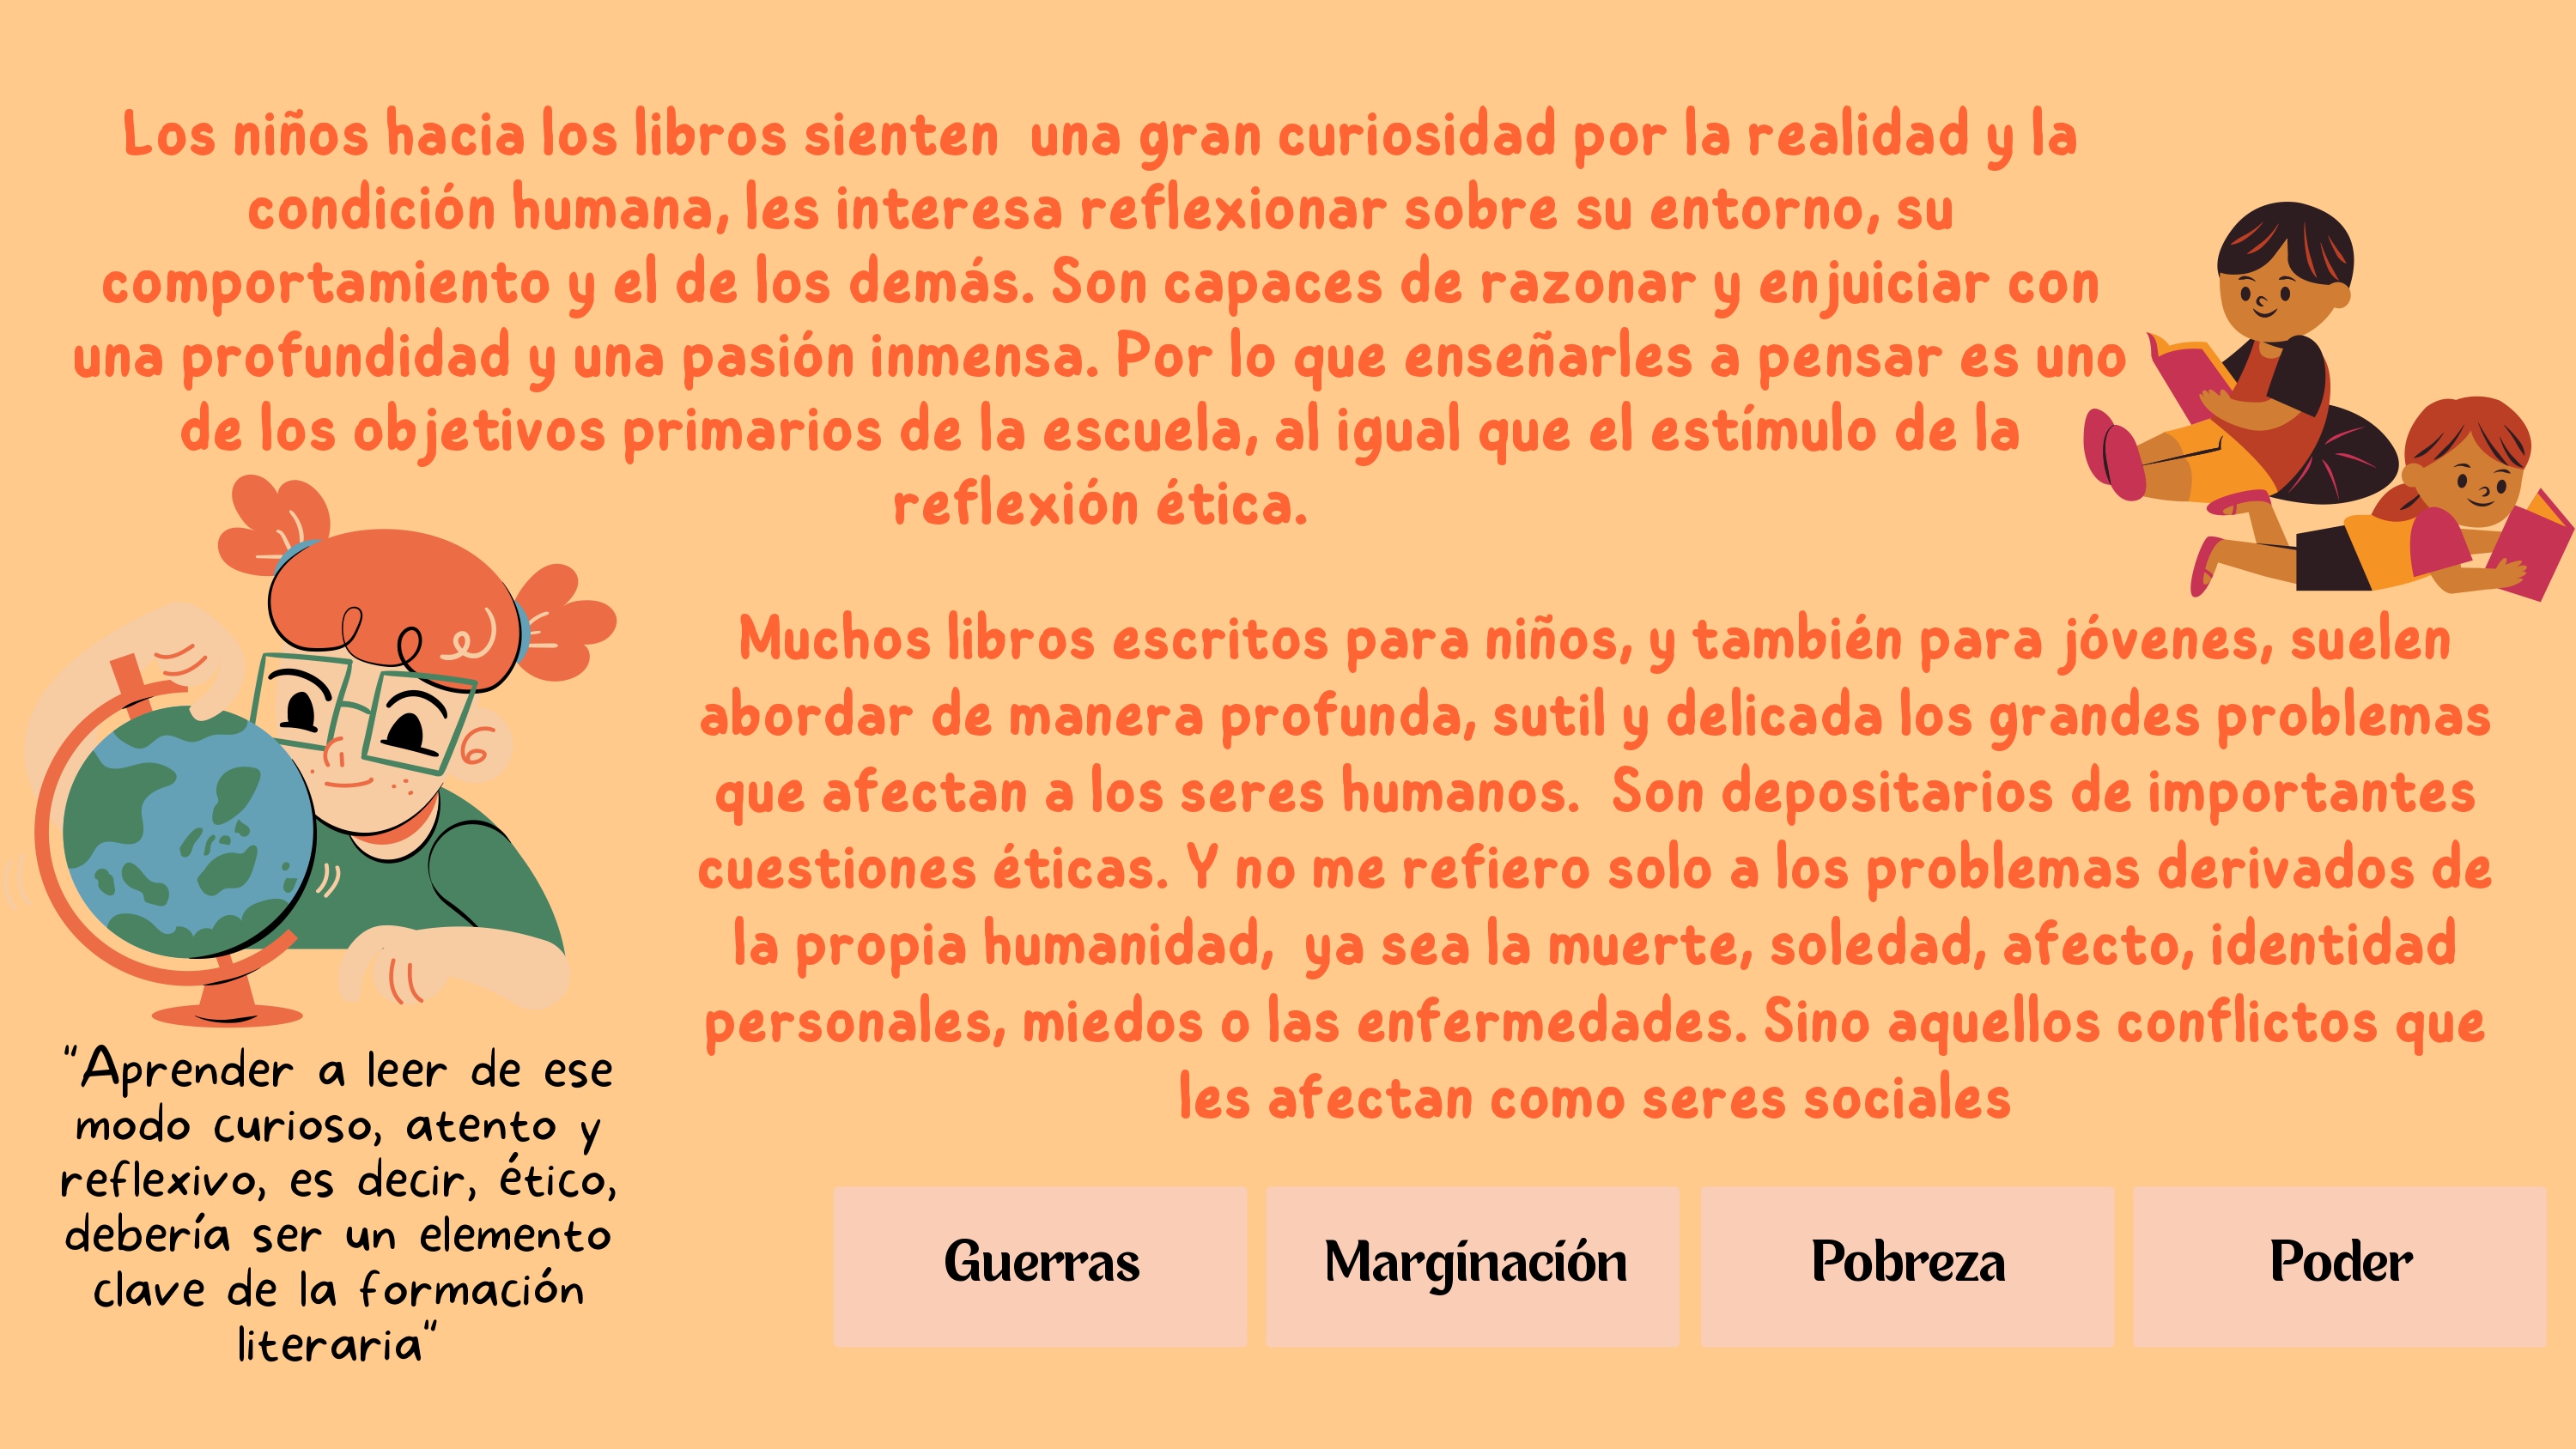 Los niños hacia los libros sienten una gran curiosidad por la realidad y la
condición humana, les interesa reflexionar sobre su entorno, su
comportamiento y el de los demás. Son capaces de razonar y enjuiciar con
una profundidad y una pasión inmensa. Por lo que enseñarles a pensar es uno
de los objetivos primarios de la escuela, al igual que el estímulo de la
reflexión ética.
Muchos libros escritos para niños, y también para jóvenes, suelen
abordar de manera profunda, sutil y delicada los grandes problemas
que afectan a los seres humanos. Son depositarios de importantes
cuestiones éticas. Y no me refiero solo a los problemas derivados de
la propia humanidad, ya sea la muerte, soledad, afecto, identidad
personales, miedos o las enfermedades. Sino aquellos conflictos que
les afectan como seres sociales
"Aprender a leer de ese
modo curioso, atento y
reflexivo, es decir, ético,
debería ser un elemento
clave de la formación
literaria"
Guerras
Marginación
Pobreza
Poder